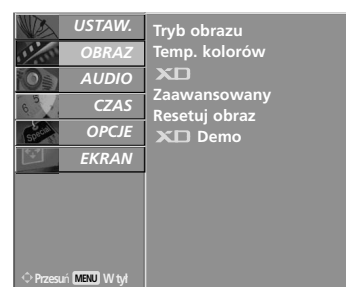 USTAW.
OBRAZ
AUDIO
CZAS
OPCJE
EKRAN
Tryb obrazu
Temp. kolorów
XD
Zaawansowany
Resetuj obraz
XD Demo
Przesuń MENU W tył